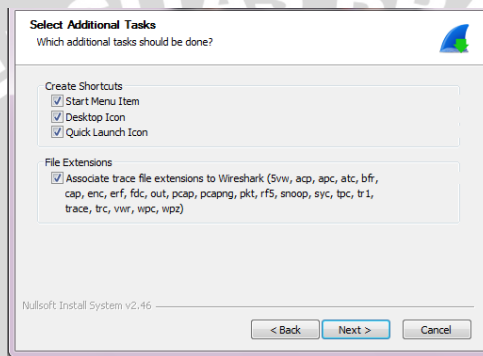 Select Additional Tasks
Which additional tasks should be done?
Create Shortcuts
Start Menu Item
Desktop Icon
Quick Launch Icon
File Extensions
Associate trace file extensions to Wireshark (5vw, acp, apc, atc, bfr,
cap, enc, erf, fdc, out, pcap, pcapng, pkt, rf5, snoop, syc, tpc, tr1,
trace, trc, vwr, wpc, wpz)
Nullsoft Install System v2.46
< Back
Next >
Cancel